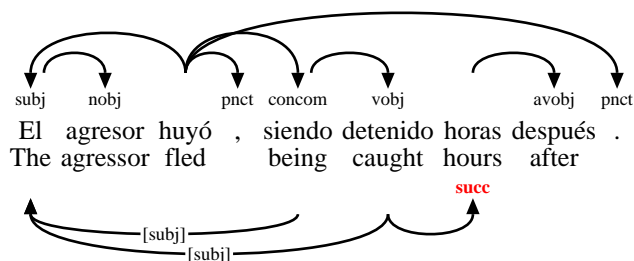 subj nobj pnct concom vobj avobj pnct
El agresor huyó , siendo detenido horas después .
The agressor fled being caught hours after
succ
[subj]
[subj]